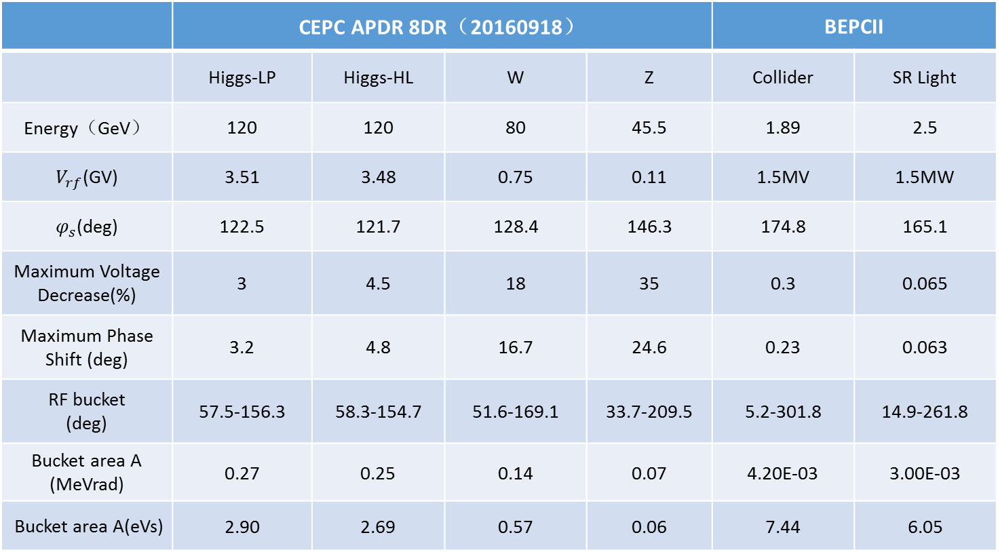 CEPC APDR 8DR（20160918） BEPCII
Higgs-LP Higgs-HL W Z Collider SR Light
Energy（GeV） 120 120 80 45.5 1.89 2.5
V_rf(GV) 3.51 3.48 0.75 0.11 1.5MV 1.5MW
φ_s(deg) 122.5 121.7 128.4 146.3 174.8 165.1
Maximum Voltage
Decrease(%) 3 4.5 18 35 0.3 0.065
Maximum Phase
Shift (deg) 3.2 4.8 16.7 24.6 0.23 0.063
RF bucket
(deg) 57.5-156.3 58.3-154.7 51.6-169.1 33.7-209.5 5.2-301.8 14.9-261.8
Bucket area A
(MeVrad) 0.27 0.25 0.14 0.07 4.20E-03 3.00E-03
Bucket area A(eVs) 2.90 2.69 0.57 0.06 7.44 6.05